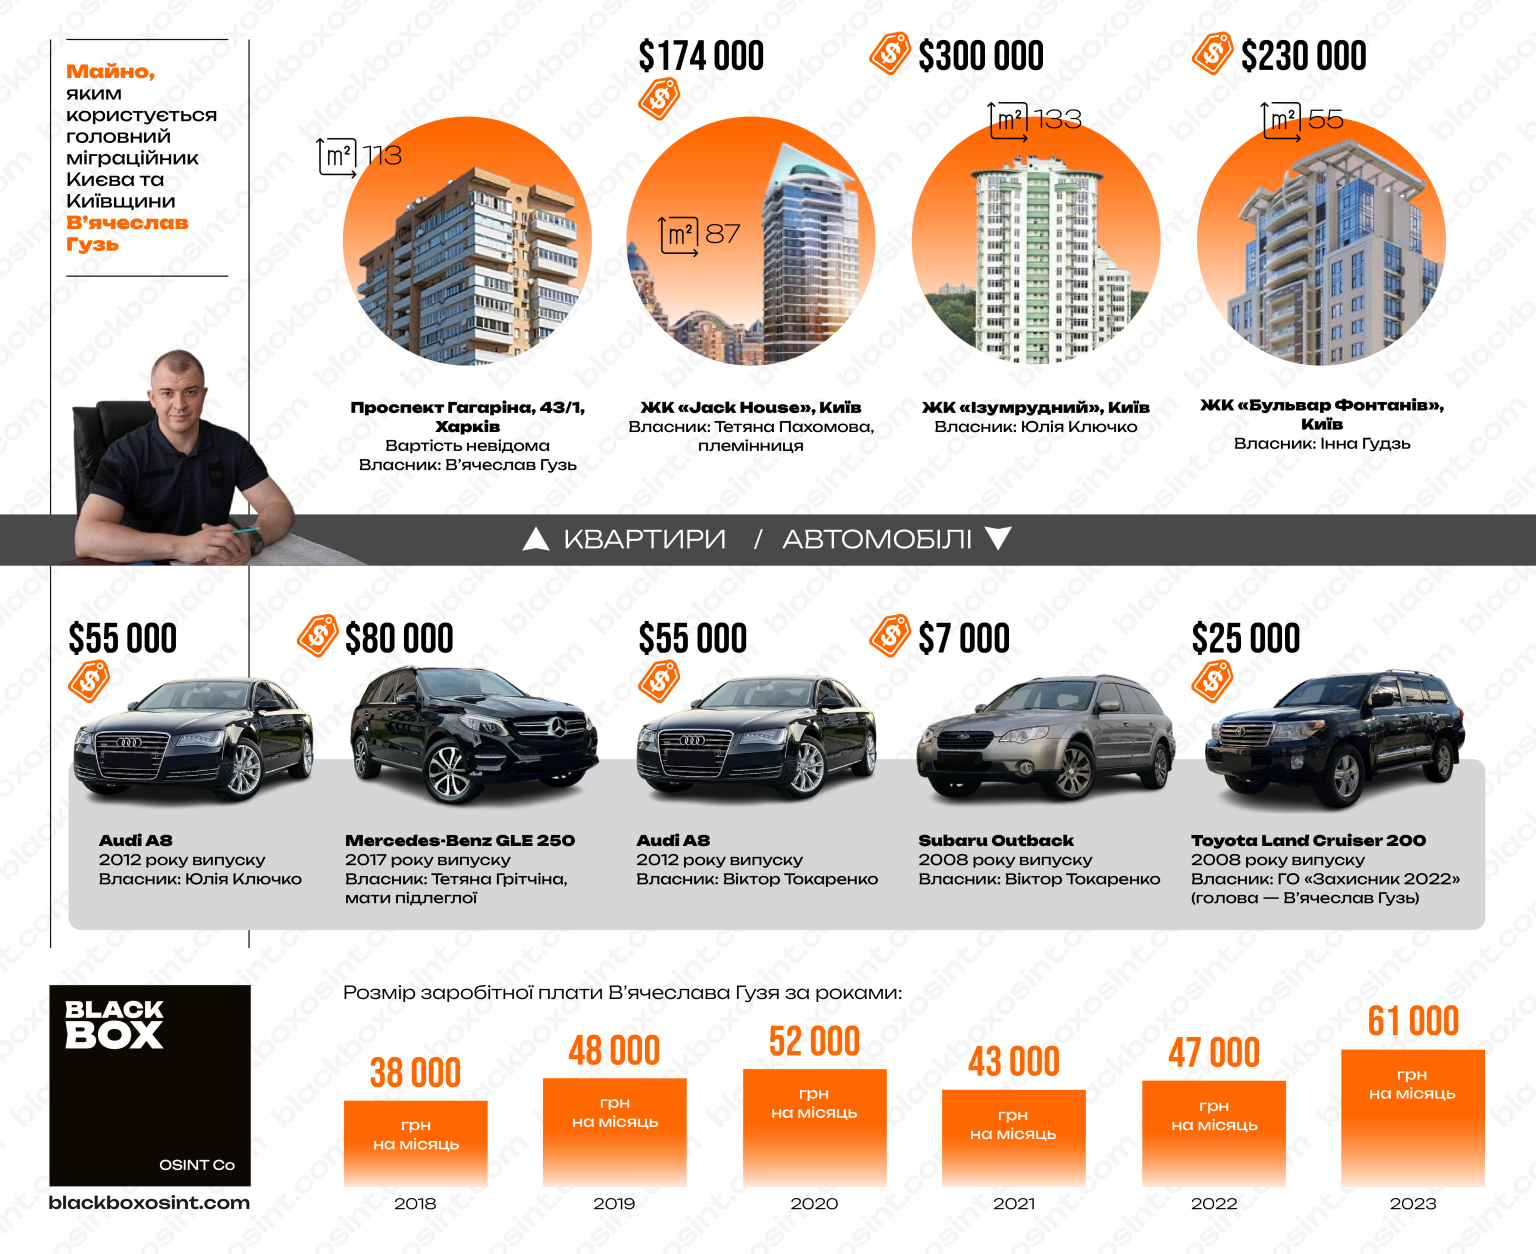 Майно,
яким
користується
головний
міграційник
Києва та
Київщини
В’ячеслав
Гузь
m² 113
Проспект Гагаріна, 43/1,
Харків
Вартість невідома
Власник: В’ячеслав Гузь
$174 000
m² 87
ЖК «Jack House», Київ
Власник: Тетяна Пахомова,
племінниця
$300 000
m² 133
ЖК «Ізумрудний», Київ
Власник: Юлія Ключко
$230 000
m² 55
ЖК «Бульвар Фонтанів»,
Київ
Власник: Інна Гудзь
КВАРТИРИ / АВТОМОБІЛІ
$55 000
Audi A8
2012 року випуску
Власник: Юлія Ключко
$80 000
Mercedes-Benz GLE 250
2017 року випуску
Власник: Тетяна Грітчіна,
мати підлеглої
$55 000
Audi A8
2012 року випуску
Власник: Віктор Токаренко
$7 000
Subaru Outback
2008 року випуску
Власник: Віктор Токаренко
$25 000
Toyota Land Cruiser 200
2008 року випуску
Власник: ГО «Захисник 2022»
(голова — В’ячеслав Гузь)
BLACK
BOX
OSINT Co
blackboxosint.com
Розмір заробітної плати В’ячеслава Гузя за роками:
38 000
грн
на місяць
2018
48 000
грн
на місяць
2019
52 000
грн
на місяць
2020
43 000
грн
на місяць
2021
47 000
грн
на місяць
2022
61 000
грн
на місяць
2023